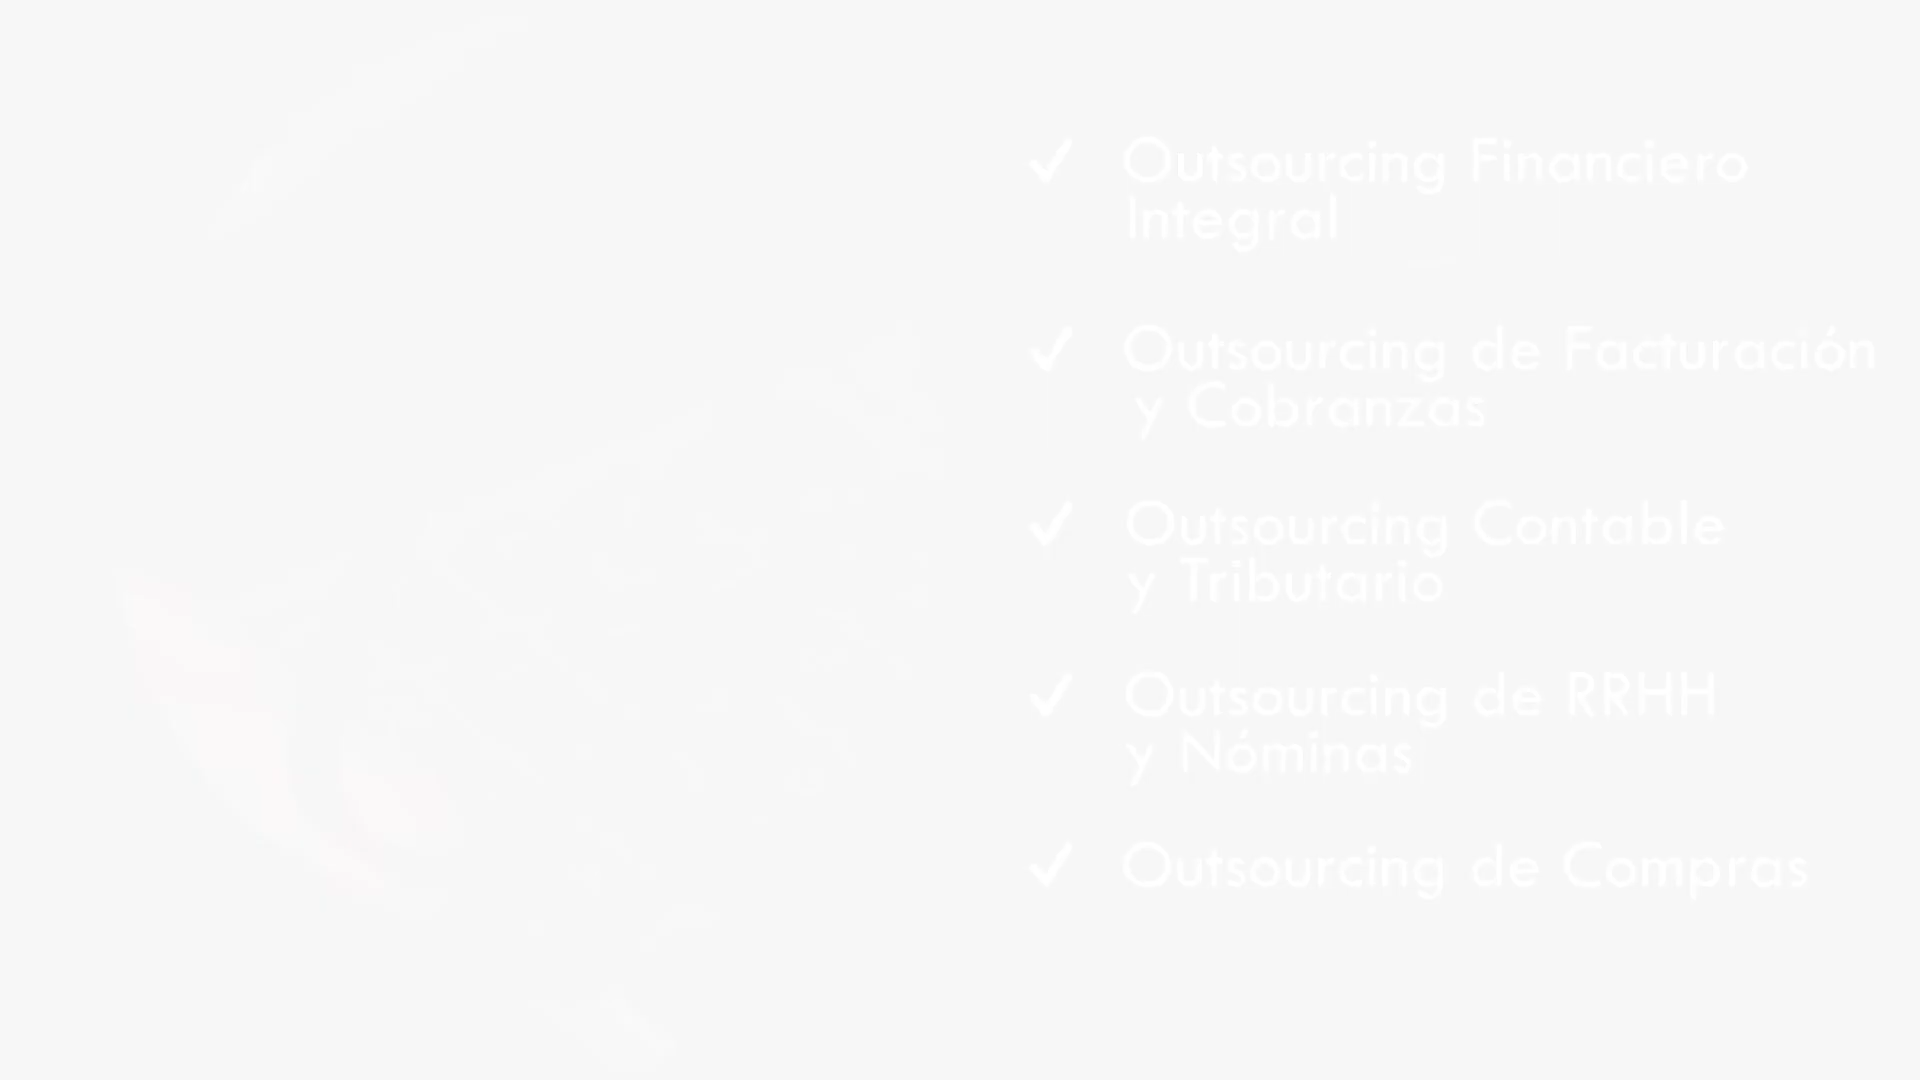 ✓ Outsourcing Financiero
Integral
✓ Outsourcing de Facturación
y Cobranzas
✓ Outsourcing Contable
y Tributario
✓ Outsourcing de RRHH
y Nóminas
✓ Outsourcing de Compras